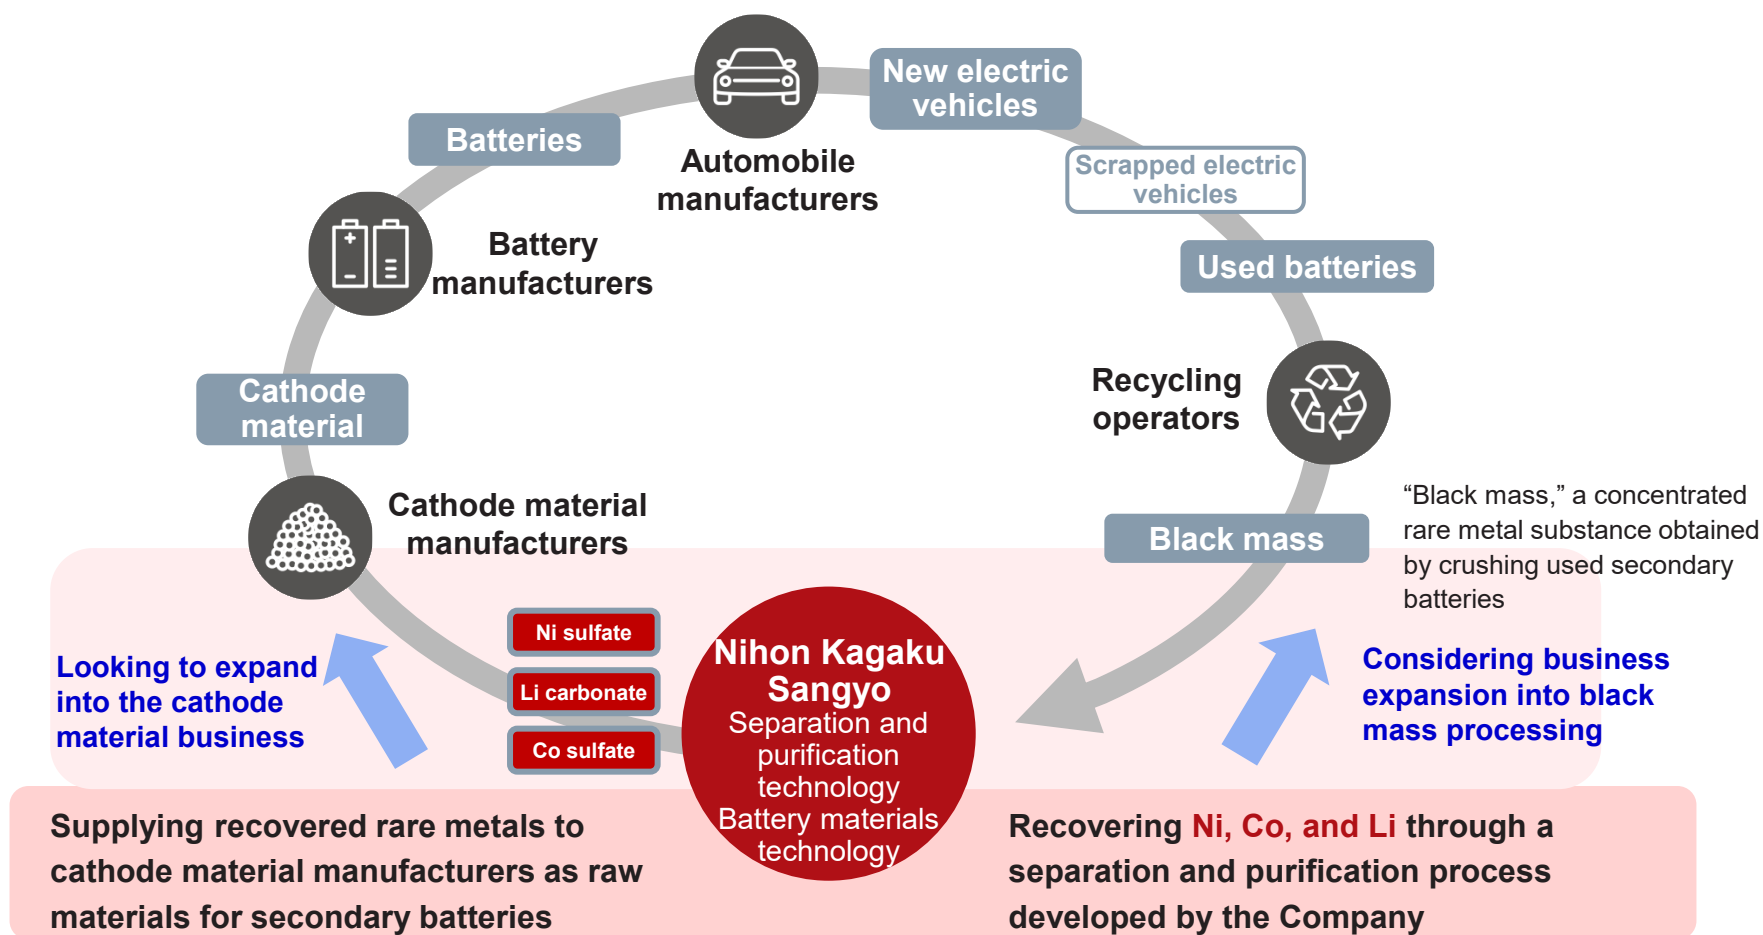 New electric
vehicles
Batteries
Automobile
manufacturers
Scrapped electric
vehicles
Battery
manufacturers
Used batteries
Cathode
material
Recycling
operators
Cathode material
manufacturers
Black mass
“Black mass,” a concentrated
rare metal substance obtained
by crushing used secondary
batteries
Ni sulfate
Li carbonate
Co sulfate
Nihon Kagaku
Sangyo
Separation and
purification
technology
Battery materials
technology
Looking to expand
into the cathode
material business
Considering business
expansion into black
mass processing
Supplying recovered rare metals to
cathode material manufacturers as raw
materials for secondary batteries
Recovering Ni, Co, and Li through a
separation and purification process
developed by the Company